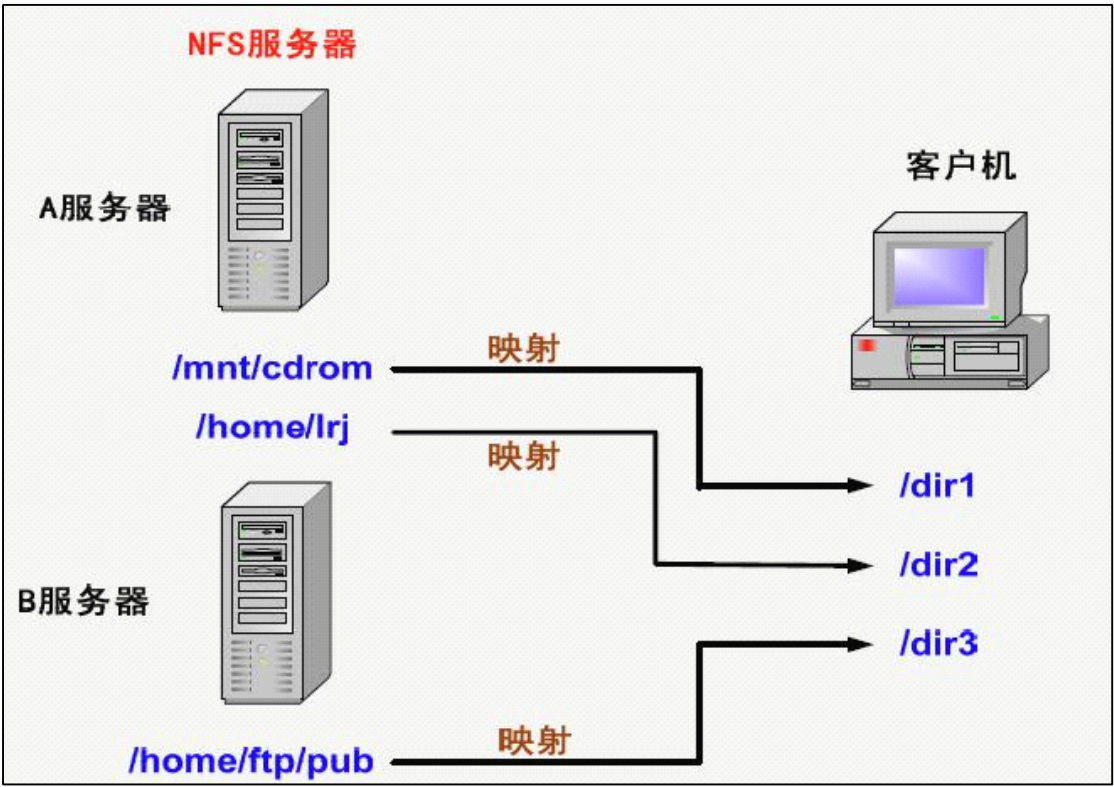 NFS服务器
A服务器
客户机
/mnt/cdrom
映射
/home/lrj
映射
/dir1
/dir2
B服务器
/dir3
/home/ftp/pub
映射